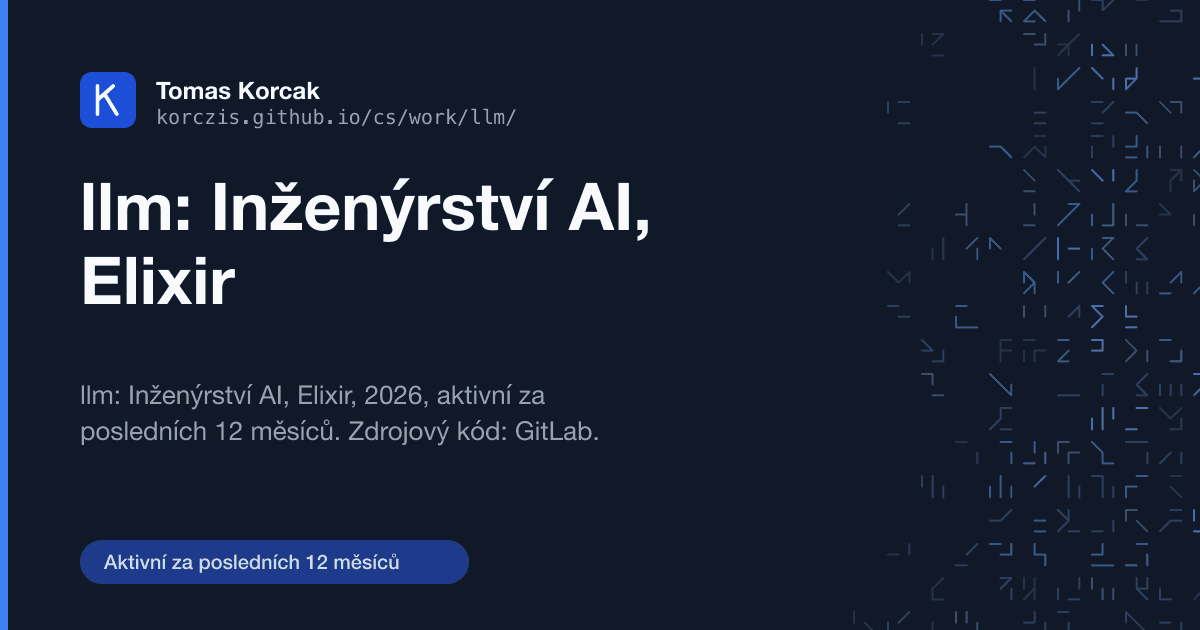 K
Tomas Korcak
korczis.github.io/cs/work/llm/
llm: Inženýrství AI,
Elixir
llm: Inženýrství AI, Elixir, 2026, aktivní za
posledních 12 měsíců. Zdrojový kód: GitLab.
Aktivní za posledních 12 měsíců